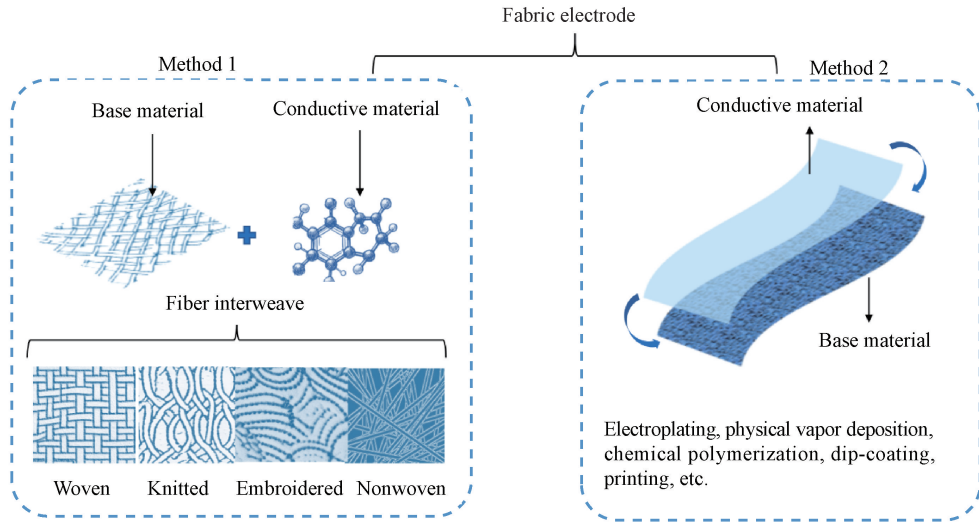 Fabric electrode
Method 1
Base material
Conductive material
Fiber interweave
Woven
Knitted
Embroidered
Nonwoven
Method 2
Conductive material
Base material
Electroplating, physical vapor deposition,
chemical polymerization, dip-coating,
printing, etc.